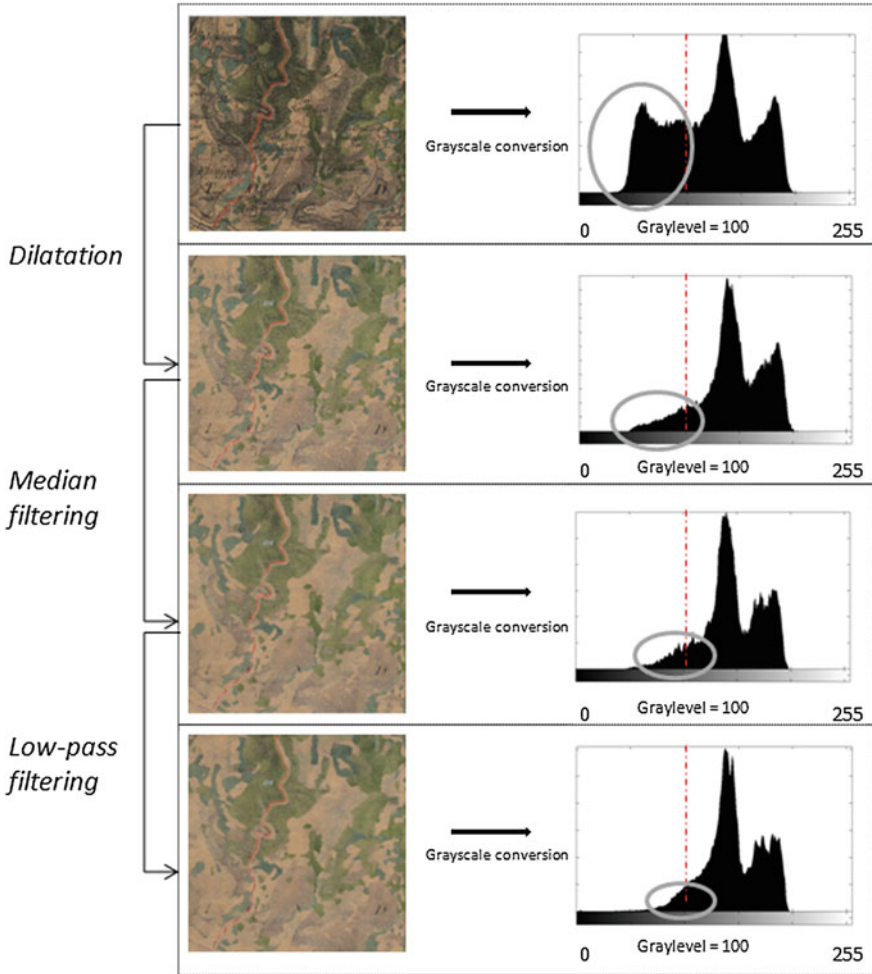 Grayscale conversion
0
Graylevel = 100
255
Dilatation
Grayscale conversion
0
Graylevel = 100
255
Median
filtering
Grayscale conversion
0
Graylevel = 100
255
Low-pass
filtering
Grayscale conversion
0
Graylevel = 100
255